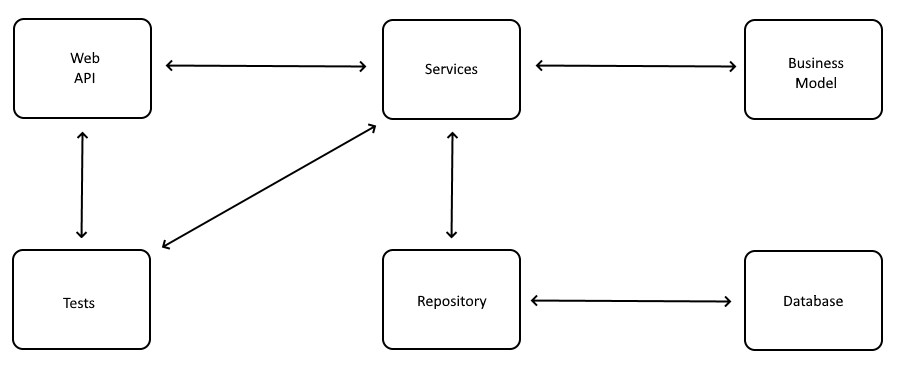 Web
API
Services
Business
Model
Tests
Repository
Database